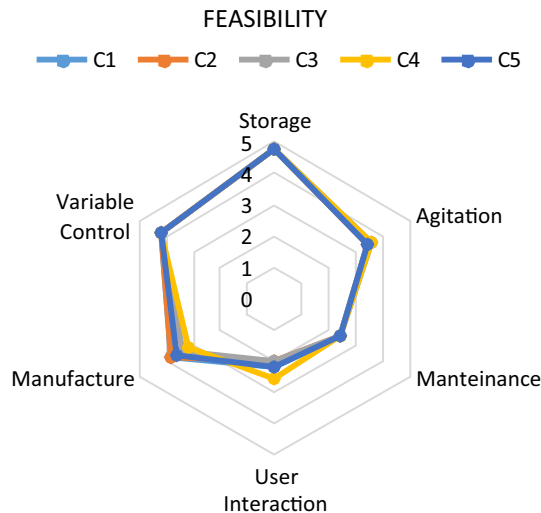 FEASIBILITY
C1 C2 C3 C4 C5
Storage
5
4
3
2
1
0
Variable
Control
Agitation
Manufacture
Manteinance
User
Interaction